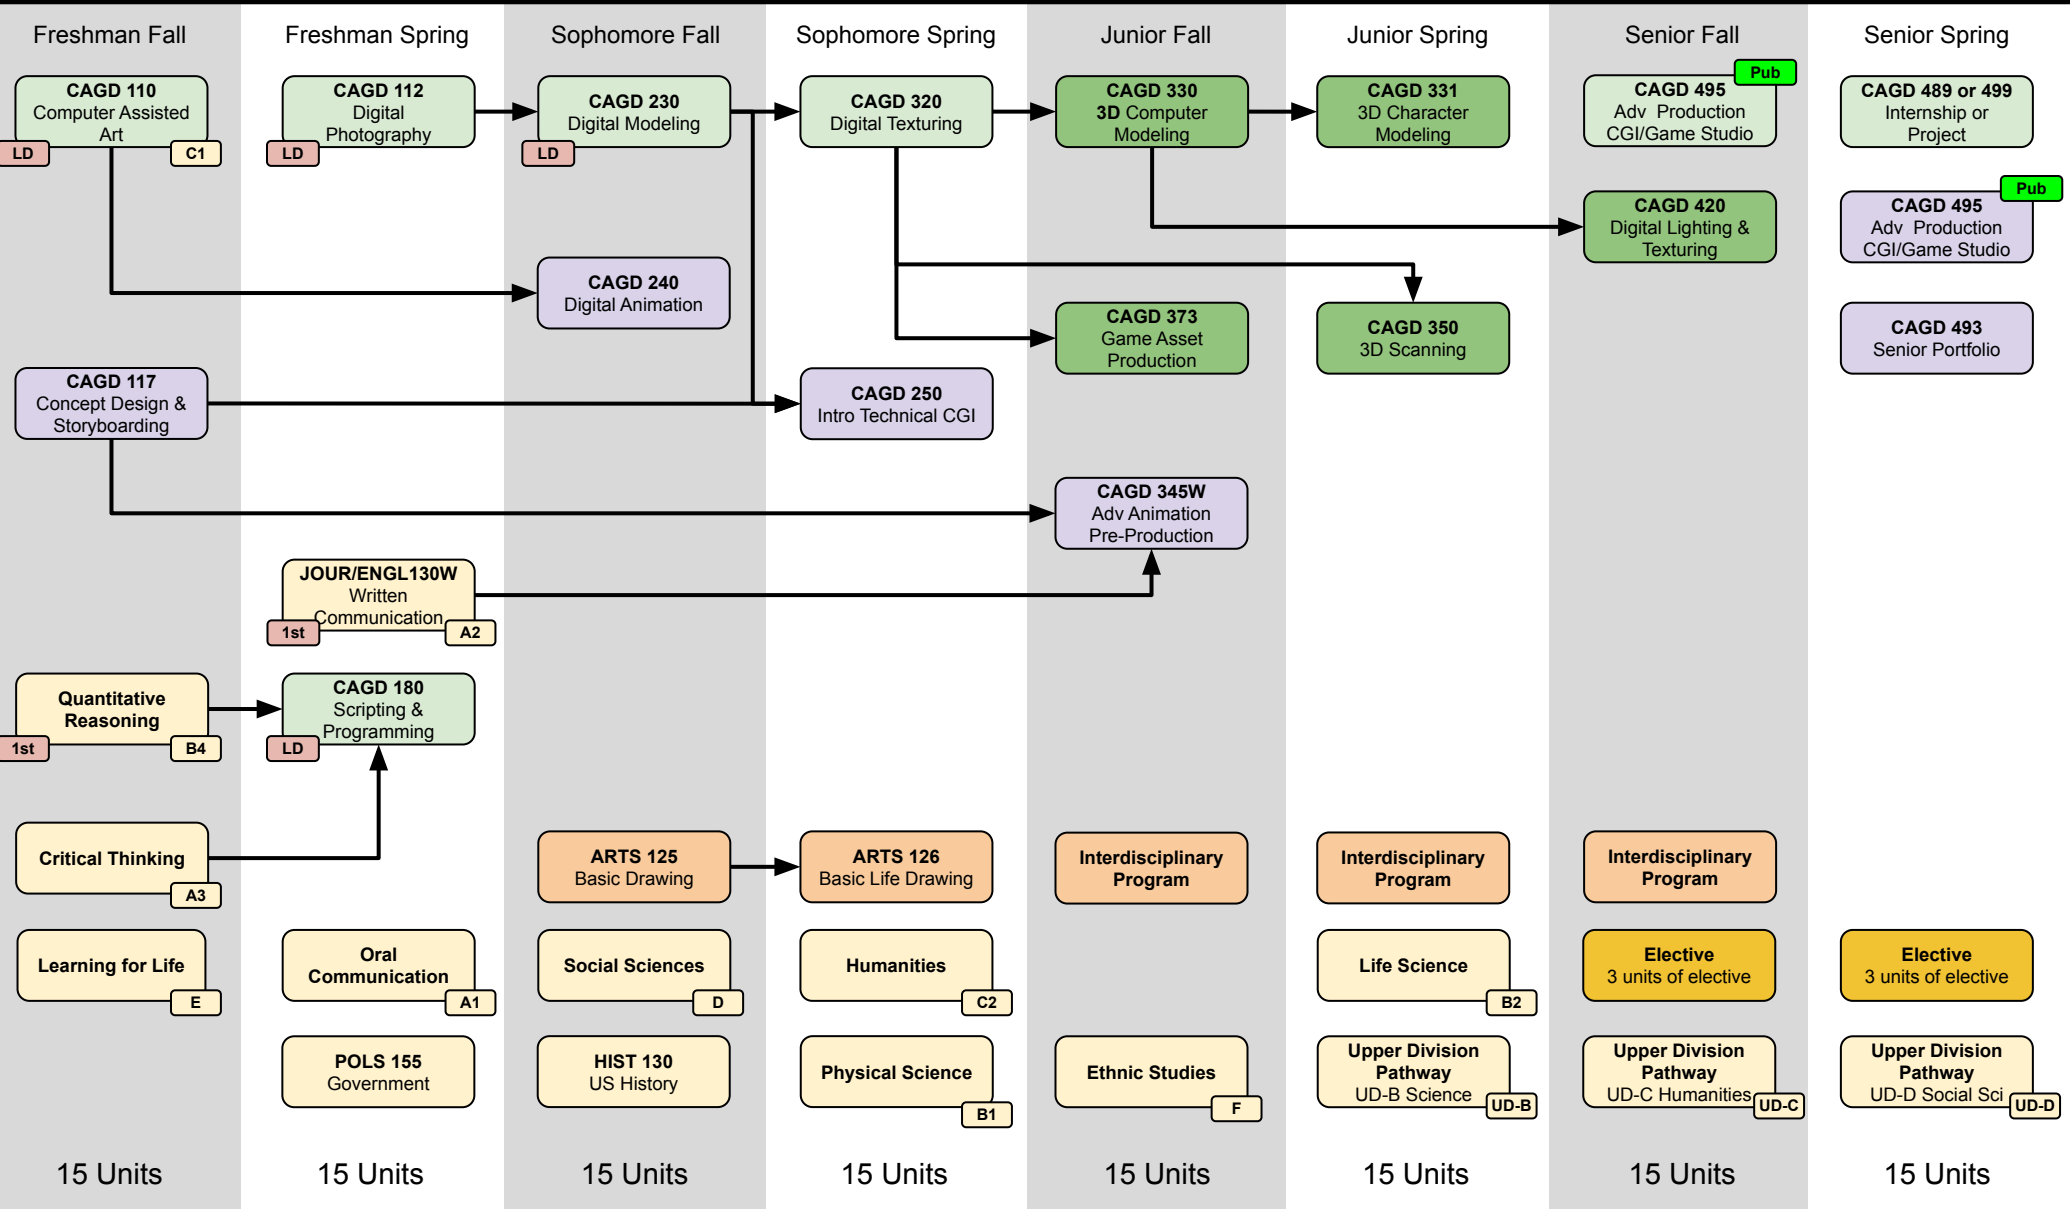 Freshman Fall
Freshman Spring
Sophomore Fall
Sophomore Spring
Junior Fall
Junior Spring
Senior Fall
Senior Spring
CAGD 110
Computer Assisted
Art
LD
C1
CAGD 112
Digital
Photography
LD
CAGD 230
Digital Modeling
LD
CAGD 320
Digital Texturing
CAGD 330
3D Computer
Modeling
CAGD 331
3D Character
Modeling
Pub
CAGD 495
Adv Production
CGI/Game Studio
CAGD 489 or 499
Internship or
Project
CAGD 420
Digital Lighting &
Texturing
Pub
CAGD 495
Adv Production
CGI/Game Studio
CAGD 240
Digital Animation
CAGD 373
Game Asset
Production
CAGD 350
3D Scanning
CAGD 493
Senior Portfolio
CAGD 117
Concept Design &
Storyboarding
CAGD 250
Intro Technical CGI
CAGD 345W
Adv Animation
Pre-Production
JOUR/ENGL130W
Written
Communication
1st
A2
Quantitative
Reasoning
1st
B4
CAGD 180
Scripting &
Programming
LD
Critical Thinking
A3
ARTS 125
Basic Drawing
ARTS 126
Basic Life Drawing
Interdisciplinary
Program
Interdisciplinary
Program
Interdisciplinary
Program
Learning for Life
E
Oral
Communication
A1
Social Sciences
D
Humanities
C2
Life Science
B2
Elective
3 units of elective
Elective
3 units of elective
POLS 155
Government
HIST 130
US History
Physical Science
B1
Ethnic Studies
F
Upper Division
Pathway
UD-B Science
UD-B
Upper Division
Pathway
UD-C Humanities
UD-C
Upper Division
Pathway
UD-D Social Sci
UD-D
15 Units
15 Units
15 Units
15 Units
15 Units
15 Units
15 Units
15 Units